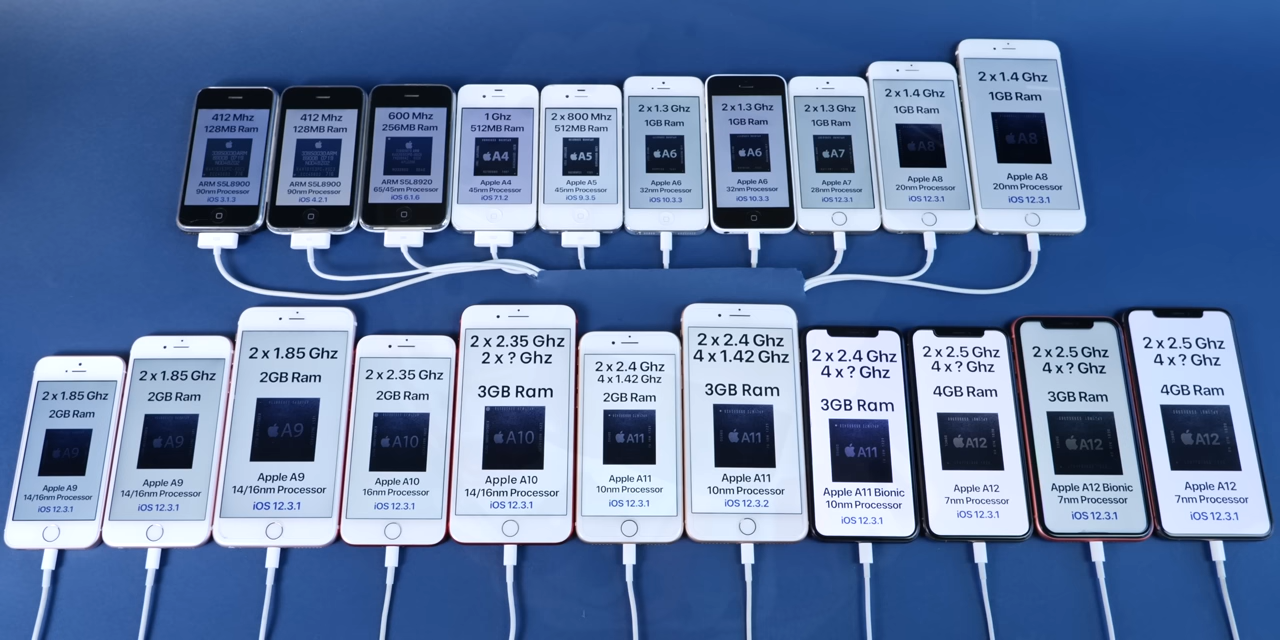 412 Mhz
128MB Ram
ARM S5L8900
90nm Processor
iOS 3.1.3
412 Mhz
128MB Ram
ARM S5L8900
90nm Processor
iOS 4.2.1
600 Mhz
256MB Ram
ARM S5L8920
65/45nm Processor
iOS 6.1.6
1 Ghz
512MB Ram
A4
Apple A4
45nm Processor
iOS 7.1.2
2 x 800 Mhz
512MB Ram
A5
Apple A5
45nm Processor
iOS 9.3.5
2 x 1.3 Ghz
1GB Ram
A6
Apple A6
32nm Processor
iOS 10.3.3
2 x 1.3 Ghz
1GB Ram
A6
Apple A6
32nm Processor
iOS 10.3.3
2 x 1.3 Ghz
1GB Ram
A7
Apple A7
28nm Processor
iOS 12.3.1
2 x 1.4 Ghz
1GB Ram
A8
Apple A8
20nm Processor
iOS 12.3.1
2 x 1.4 Ghz
1GB Ram
A8
Apple A8
20nm Processor
iOS 12.3.1
2 x 1.85 Ghz
2GB Ram
A9
Apple A9
14/16nm Processor
iOS 12.3.1
2 x 1.85 Ghz
2GB Ram
A9
Apple A9
14/16nm Processor
iOS 12.3.1
2 x 1.85 Ghz
2GB Ram
A9
Apple A9
14/16nm Processor
iOS 12.3.1
2 x 2.35 Ghz
2GB Ram
A10
Apple A10
16nm Processor
iOS 12.3.1
2 x 2.35 Ghz
2 x ? Ghz
3GB Ram
A10
Apple A10
14/16nm Processor
iOS 12.3.1
2 x 2.4 Ghz
4 x 1.42 Ghz
2GB Ram
A11
Apple A11
10nm Processor
iOS 12.3.1
2 x 2.4 Ghz
4 x 1.42 Ghz
3GB Ram
A11
Apple A11
10nm Processor
iOS 12.3.2
2 x 2.4 Ghz
4 x ? Ghz
3GB Ram
A11
Apple A11 Bionic
10nm Processor
iOS 12.3.1
2 x 2.5 Ghz
4 x ? Ghz
4GB Ram
A12
Apple A12
7nm Processor
iOS 12.3.1
2 x 2.5 Ghz
4 x ? Ghz
3GB Ram
A12
Apple A12 Bionic
7nm Processor
iOS 12.3.1
2 x 2.5 Ghz
4 x ? Ghz
4GB Ram
A12
Apple A12
7nm Processor
iOS 12.3.1